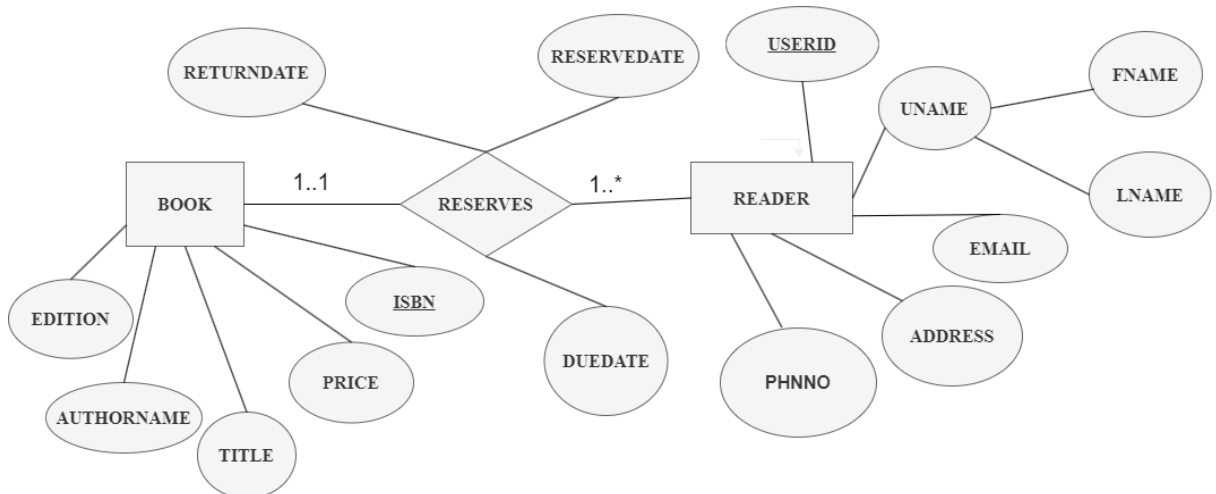 RETURNDATE
RESERVEDATE
USERID
FNAME
UNAME
1..1
1..*
BOOK
RESERVES
READER
LNAME
EMAIL
ISBN
EDITION
ADDRESS
DUEDATE
PRICE
PHNNO
AUTHORNAME
TITLE